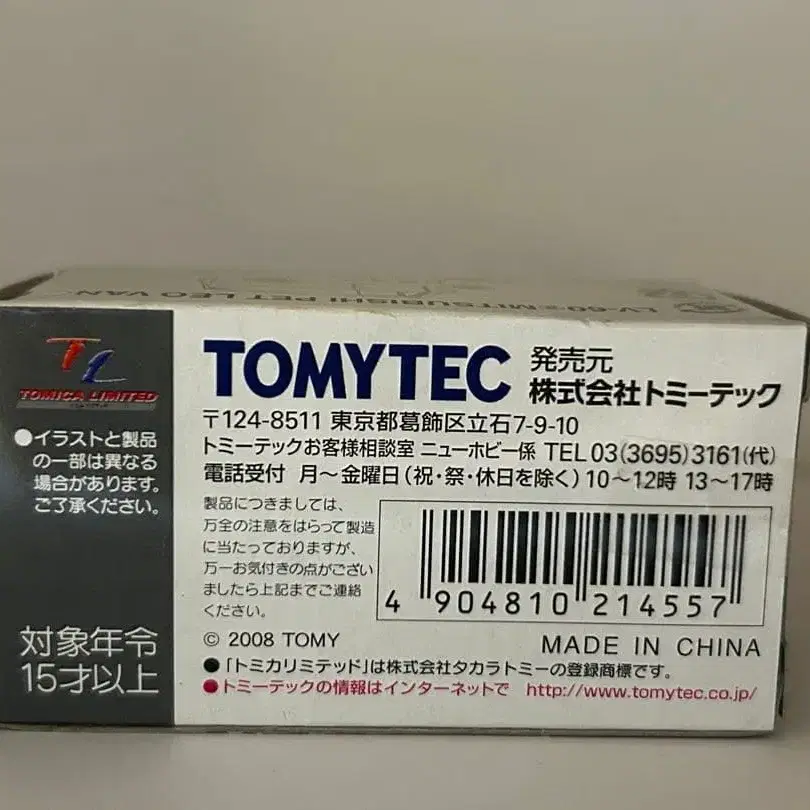 MITSUBISHI PET LEO VAN
TL
TOMICA LIMITED
●イラストと製品
の一部は異なる
場合があります。
ご了承ください。
対象年令
15才以上
TOMYTEC
発売元
株式会社トミーテック
〒124-8511 東京都葛飾区立石7-9-10
トミーテックお客様相談室 ニューホビー係 TEL 03(3695)3161(代)
電話受付 月~金曜日(祝・祭・休日を除く) 10~12時 13~17時
製品につきましては、
万全の注意をはらって製造
に当たっておりますが、
万一お気付きの点がござい
ましたら上記までご連絡
ください。
4 904810 214557
© 2008 TOMY
MADE IN CHINA
●「トミカリミテッド」は株式会社タカラトミーの登録商標です。
●トミーテックの情報はインターネットで http://www.tomytec.co.jp/